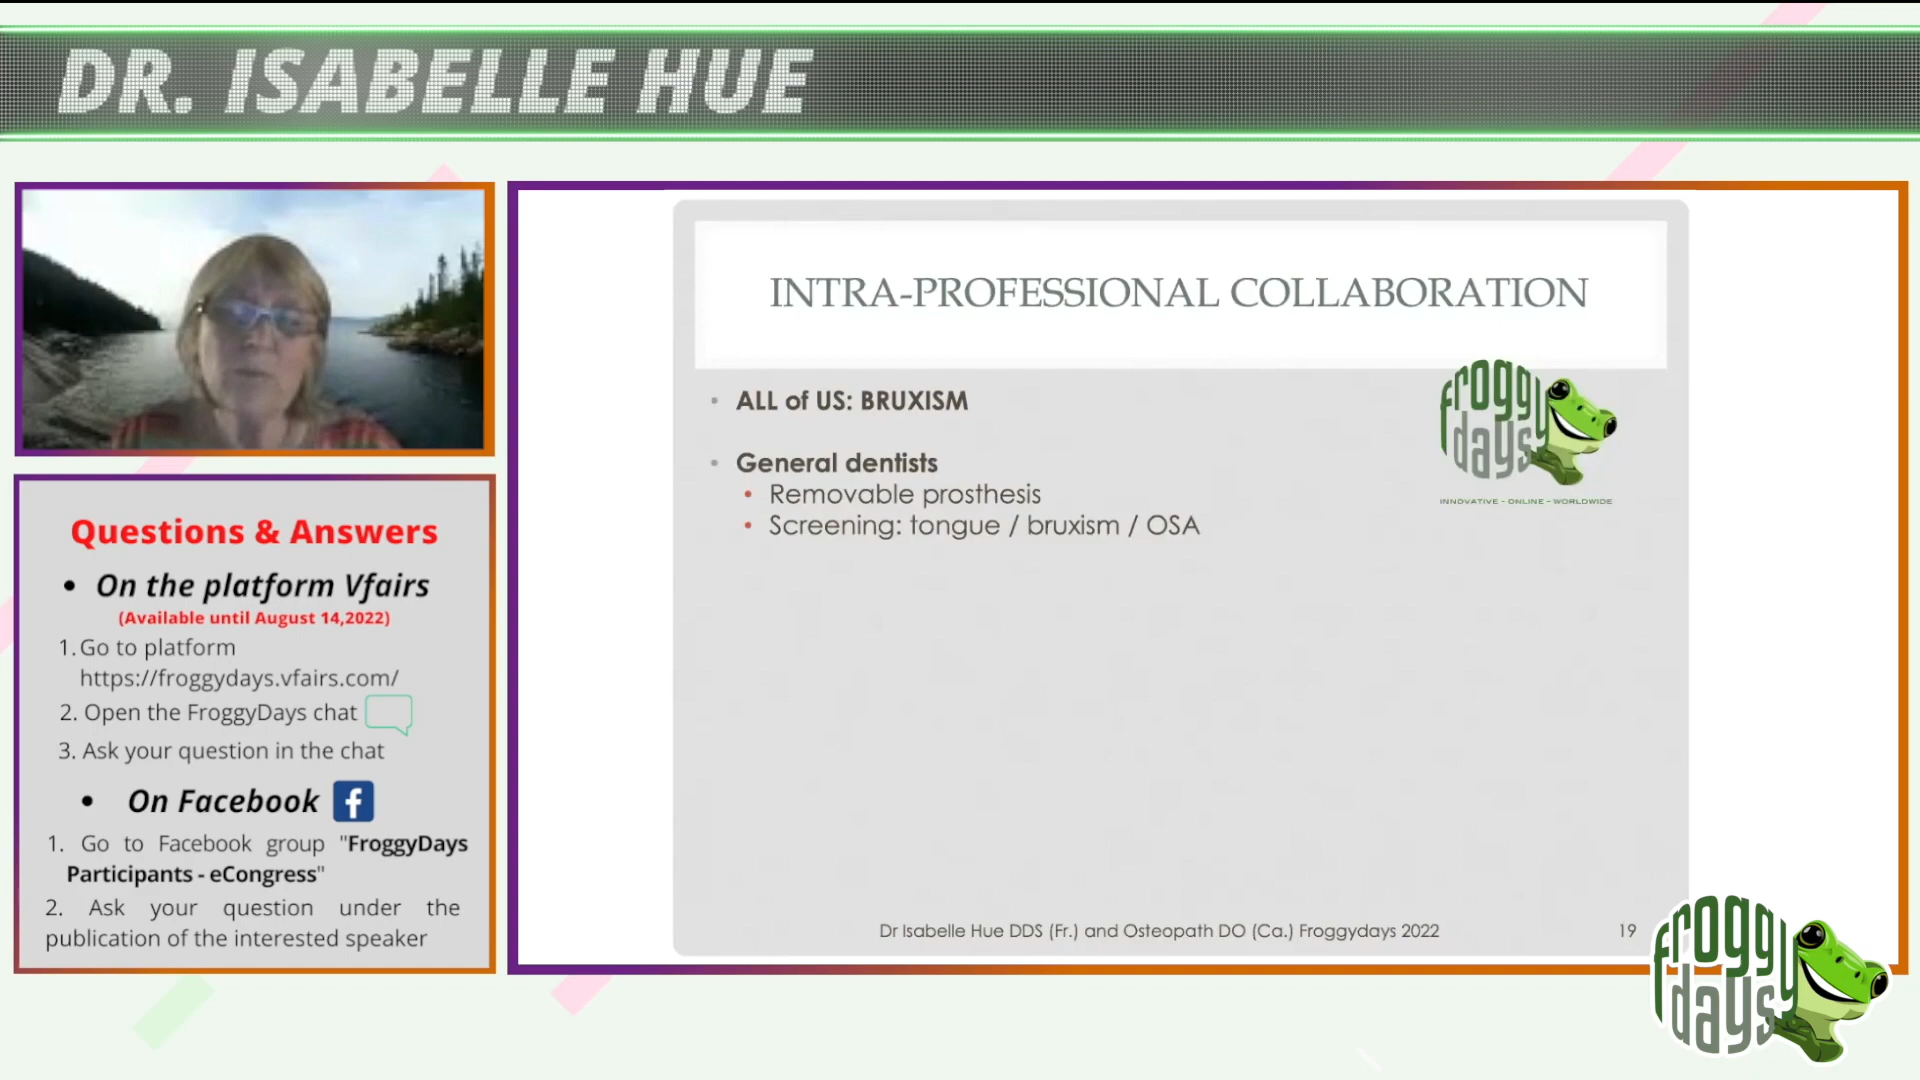 DR. ISABELLE HUE
INTRA-PROFESSIONAL COLLABORATION
• ALL of US: BRUXISM
• General dentists
• Removable prosthesis
• Screening: tongue / bruxism / OSA
froggy
days
INNOVATIVE - ONLINE - WORLDWIDE
Dr Isabelle Hue DDS (Fr.) and Osteopath DO (Ca.) Froggydays 2022
19
Questions & Answers
• On the platform Vfairs
(Available until August 14,2022)
1. Go to platform
https://froggydays.vfairs.com/
2. Open the FroggyDays chat
3. Ask your question in the chat
• On Facebook
1. Go to Facebook group "FroggyDays
Participants - eCongress"
2. Ask your question under the
publication of the interested speaker
froggy
days